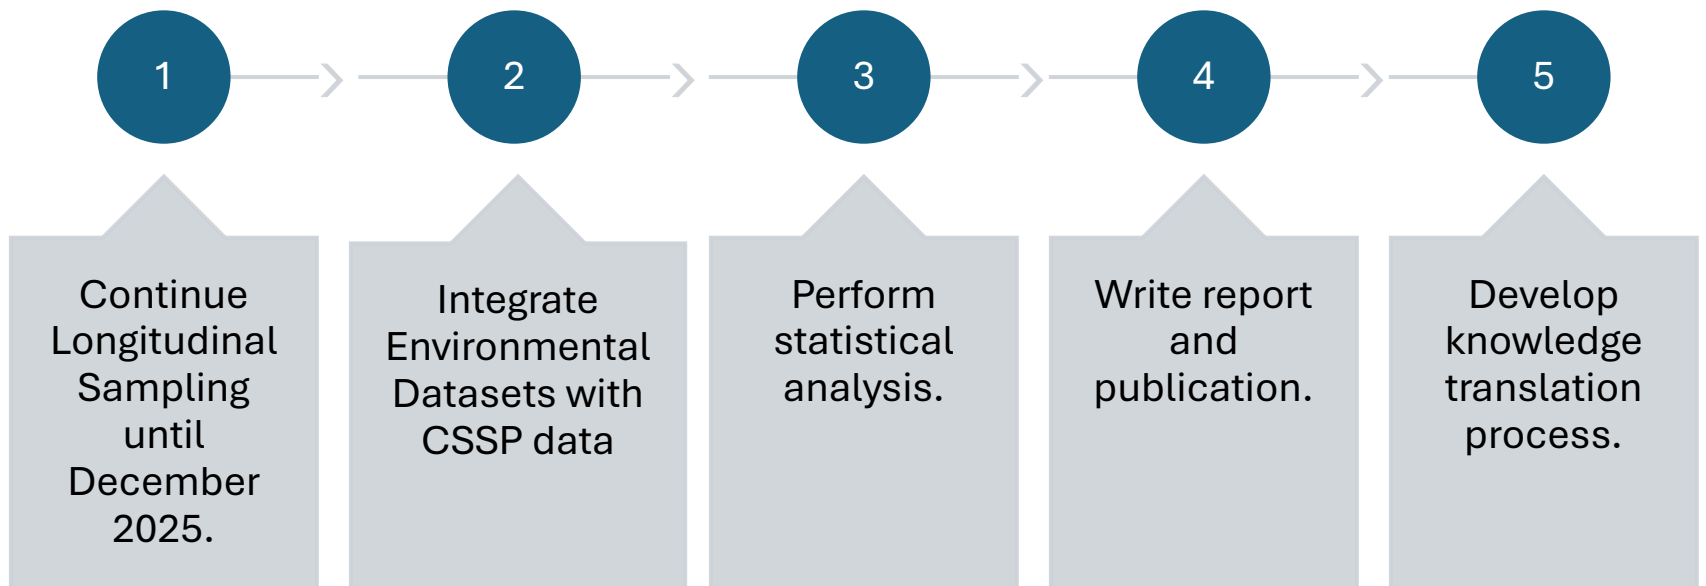 1
2
3
4
5
Continue
Longitudinal
Sampling
until
December
2025.
Integrate
Environmental
Datasets with
CSSP data
Perform
statistical
analysis.
Write report
and
publication.
Develop
knowledge
translation
process.